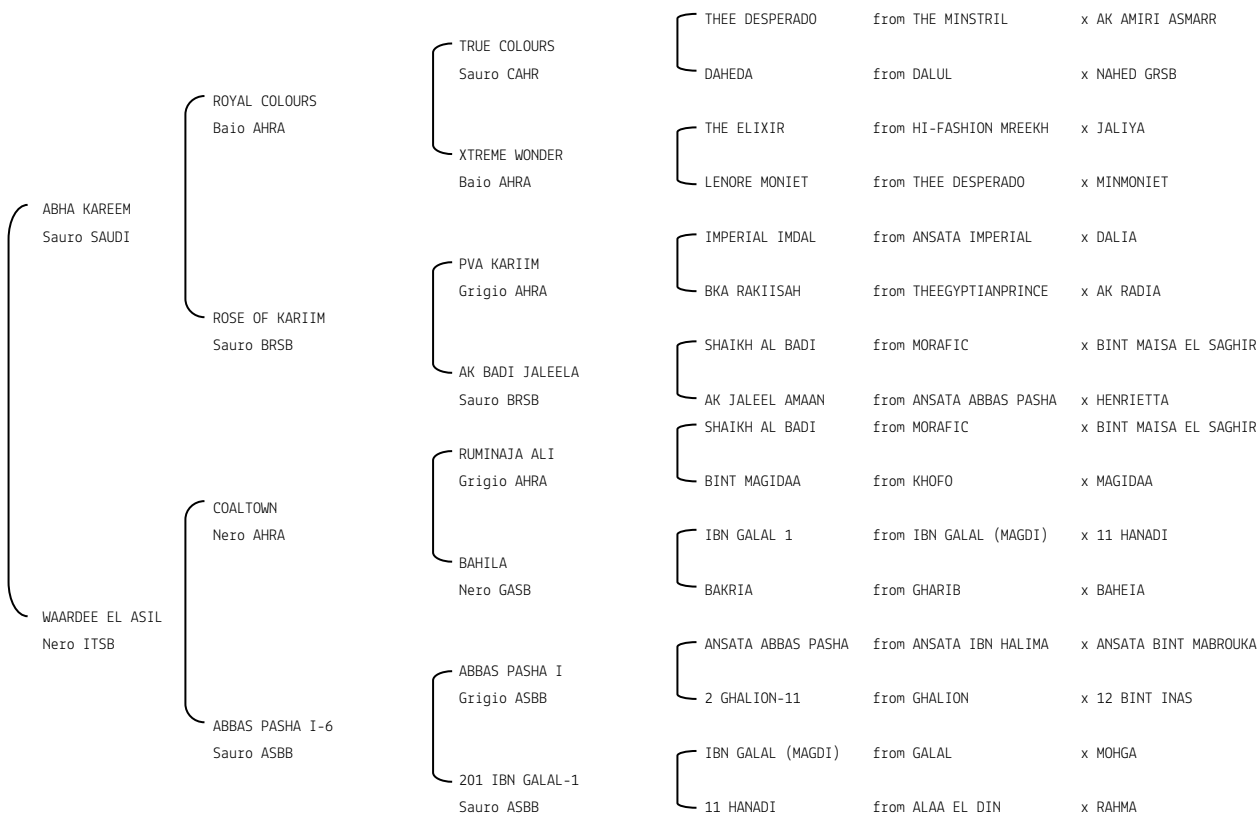 THEE DESPERADO from THE MINSTRIL x AK AMIRI ASMARR
TRUE COLOURS
Sauro CAHR DAHEDA from DALUL x NAHED GRSB
ROYAL COLOURS
Baio AHRA THE ELIXIR from HI-FASHION MREEKH x JALIYA
XTREME WONDER
Baio AHRA LENORE MONIET from THEE DESPERADO x MINMONIET
ABHA KAREEM
Sauro SAUDI IMPERIAL IMDAL from ANSATA IMPERIAL x DALIA
PVA KARIIM
Grigio AHRA BKA RAKIISAH from THEEGYPTIANPRINCE x AK RADIA
ROSE OF KARIIM
Sauro BRSB SHAIKH AL BADI from MORAFIC x BINT MAISA EL SAGHIR
AK BADI JALEELA
Sauro BRSB AK JALEEL AMAAN from ANSATA ABBAS PASHA x HENRIETTA
SHAIKH AL BADI from MORAFIC x BINT MAISA EL SAGHIR
RUMINAJA ALI
Grigio AHRA BINT MAGIDAA from KHOFO x MAGIDAA
COALTOWN
Nero AHRA IBN GALAL 1 from IBN GALAL (MAGDI) x 11 HANADI
BAHILA
Nero GASB BAKRIA from GHARIB x BAHEIA
WAARDEE EL ASIL
Nero ITSB ANSATA ABBAS PASHA from ANSATA IBN HALIMA x ANSATA BINT MABROUKA
ABBAS PASHA I
Grigio ASBB 2 GHALION-11 from GHALION x 12 BINT INAS
ABBAS PASHA I-6
Sauro ASBB IBN GALAL (MAGDI) from GALAL x MOHGA
201 IBN GALAL-1
Sauro ASBB 11 HANADI from ALAA EL DIN x RAHMA